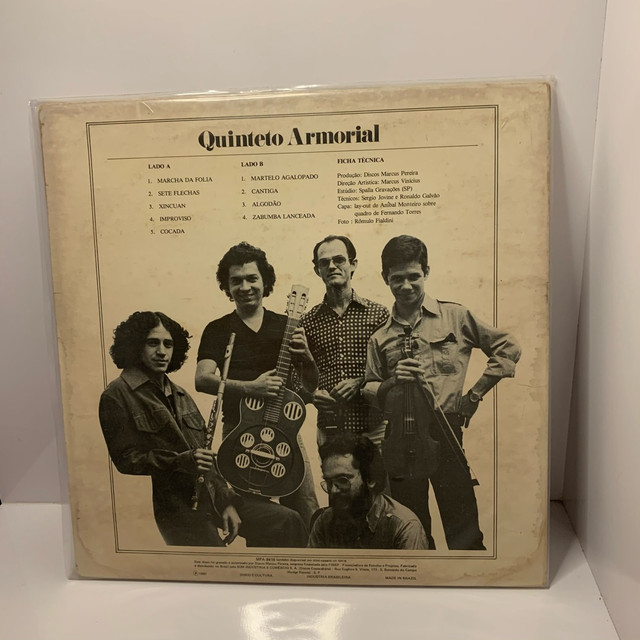 Quinteto Armorial
LADO A
1. MARCHA DA FOLIA
2. SETE FLECHAS
3. XINCUAN
4. IMPROVISO
5. COCADA
LADO B
1. MARTELO AGALOPADO
2. CANTIGA
3. ALGODÃO
4. ZABUMBA LANCEADA
FICHA TÉCNICA
Produção: Discos Marcus Pereira
Direção Artística: Marcus Vinícius
Estúdio: Spalla Gravações (SP)
Técnicos: Sergio Jovine e Ronaldo Galvão
Capa: lay-out de Aníbal Monteiro sobre
quadro de Fernando Torres
Foto : Rômulo Fialdini
INDÚSTRIA BRASILEIRA
MADE IN BRAZIL